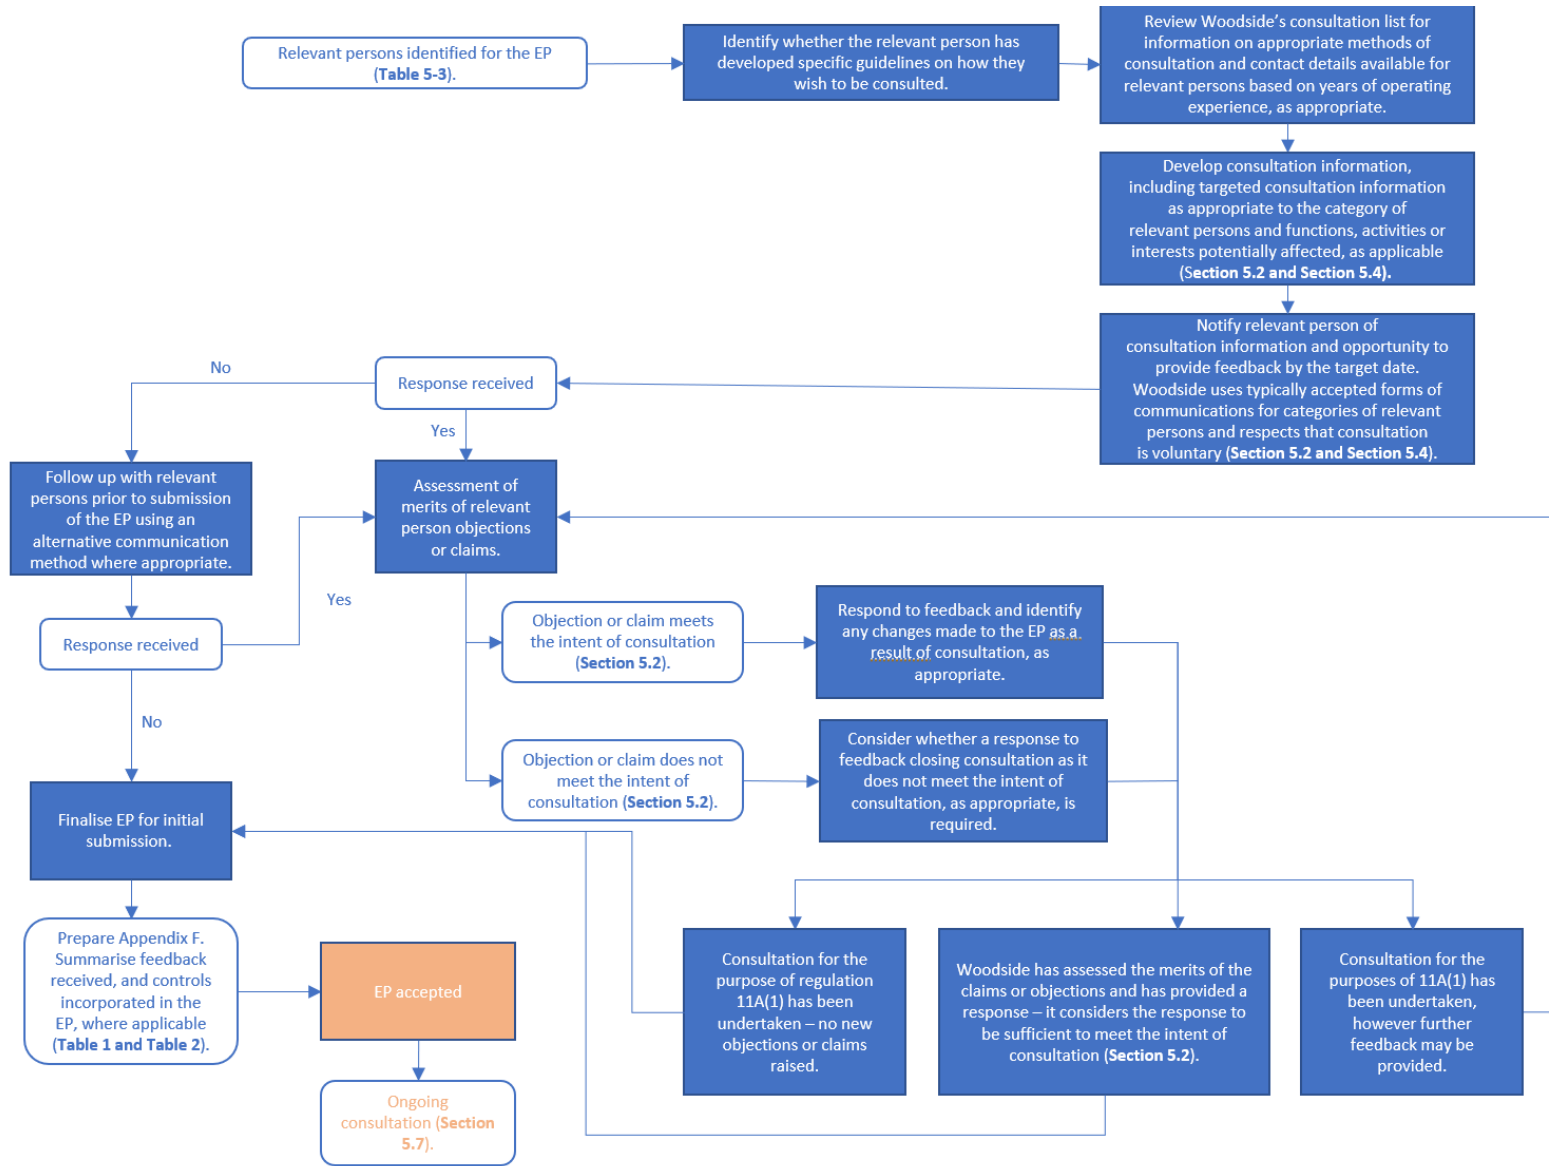 Relevant persons identified for the EP
(Table 5-3).
Identify whether the relevant person has
developed specific guidelines on how they
wish to be consulted.
Review Woodside’s consultation list for
information on appropriate methods of
consultation and contact details available for
relevant persons based on years of operating
experience, as appropriate.
Develop consultation information,
including targeted consultation information
as appropriate to the category of
relevant persons and functions, activities or
interests potentially affected, as applicable
(Section 5.2 and Section 5.4).
Notify relevant person of
consultation information and opportunity to
provide feedback by the target date.
Woodside uses typically accepted forms of
communications for categories of relevant
persons and respects that consultation
is voluntary (Section 5.2 and Section 5.4).
Response received
No
Yes
Follow up with relevant
persons prior to submission
of the EP using an
alternative communication
method where appropriate.
Assessment of
merits of relevant
person objections
or claims.
Response received
Yes
No
Objection or claim meets
the intent of consultation
(Section 5.2).
Respond to feedback and identify
any changes made to the EP as a
result of consultation, as
appropriate.
Objection or claim does not
meet the intent of
consultation (Section 5.2).
Consider whether a response to
feedback closing consultation as it
does not meet the intent of
consultation, as appropriate, is
required.
Finalise EP for initial
submission.
Prepare Appendix F.
Summarise feedback
received, and controls
incorporated in the
EP, where applicable
(Table 1 and Table 2).
EP accepted
Ongoing
consultation (Section
5.7).
Consultation for the
purpose of regulation
11A(1) has been
undertaken – no new
objections or claims
raised.
Woodside has assessed the merits of the
claims or objections and has provided a
response – it considers the response to
be sufficient to meet the intent of
consultation (Section 5.2).
Consultation for the
purposes of 11A(1) has
been undertaken,
however further
feedback may be
provided.